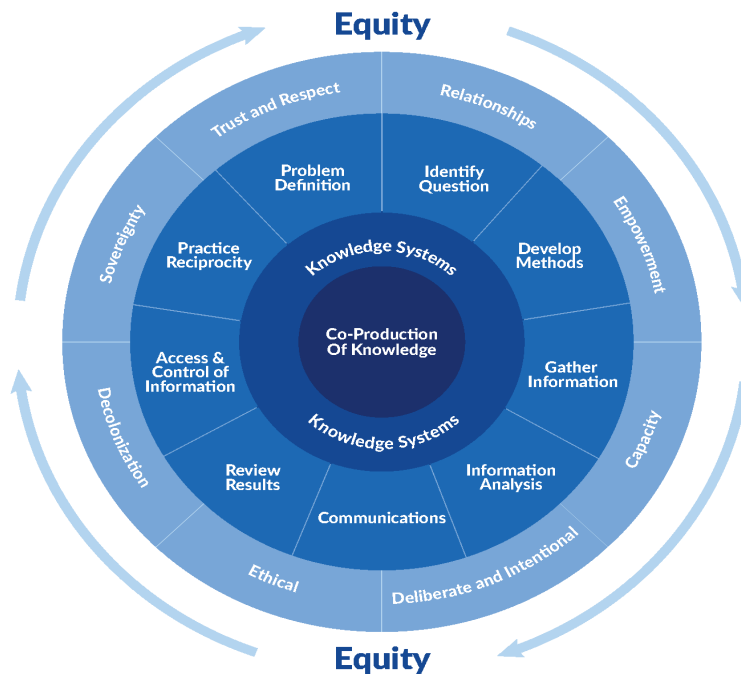 Equity
Trust and Respect
Relationships
Empowerment
Capacity
Deliberate and Intentional
Ethical
Decolonization
Sovereignty
Problem
Definition
Identify
Question
Develop
Methods
Gather
Information
Information
Analysis
Communications
Review
Results
Access &
Control of
Information
Practice
Reciprocity
Knowledge Systems
Co-Production
Of Knowledge
Knowledge Systems
Equity